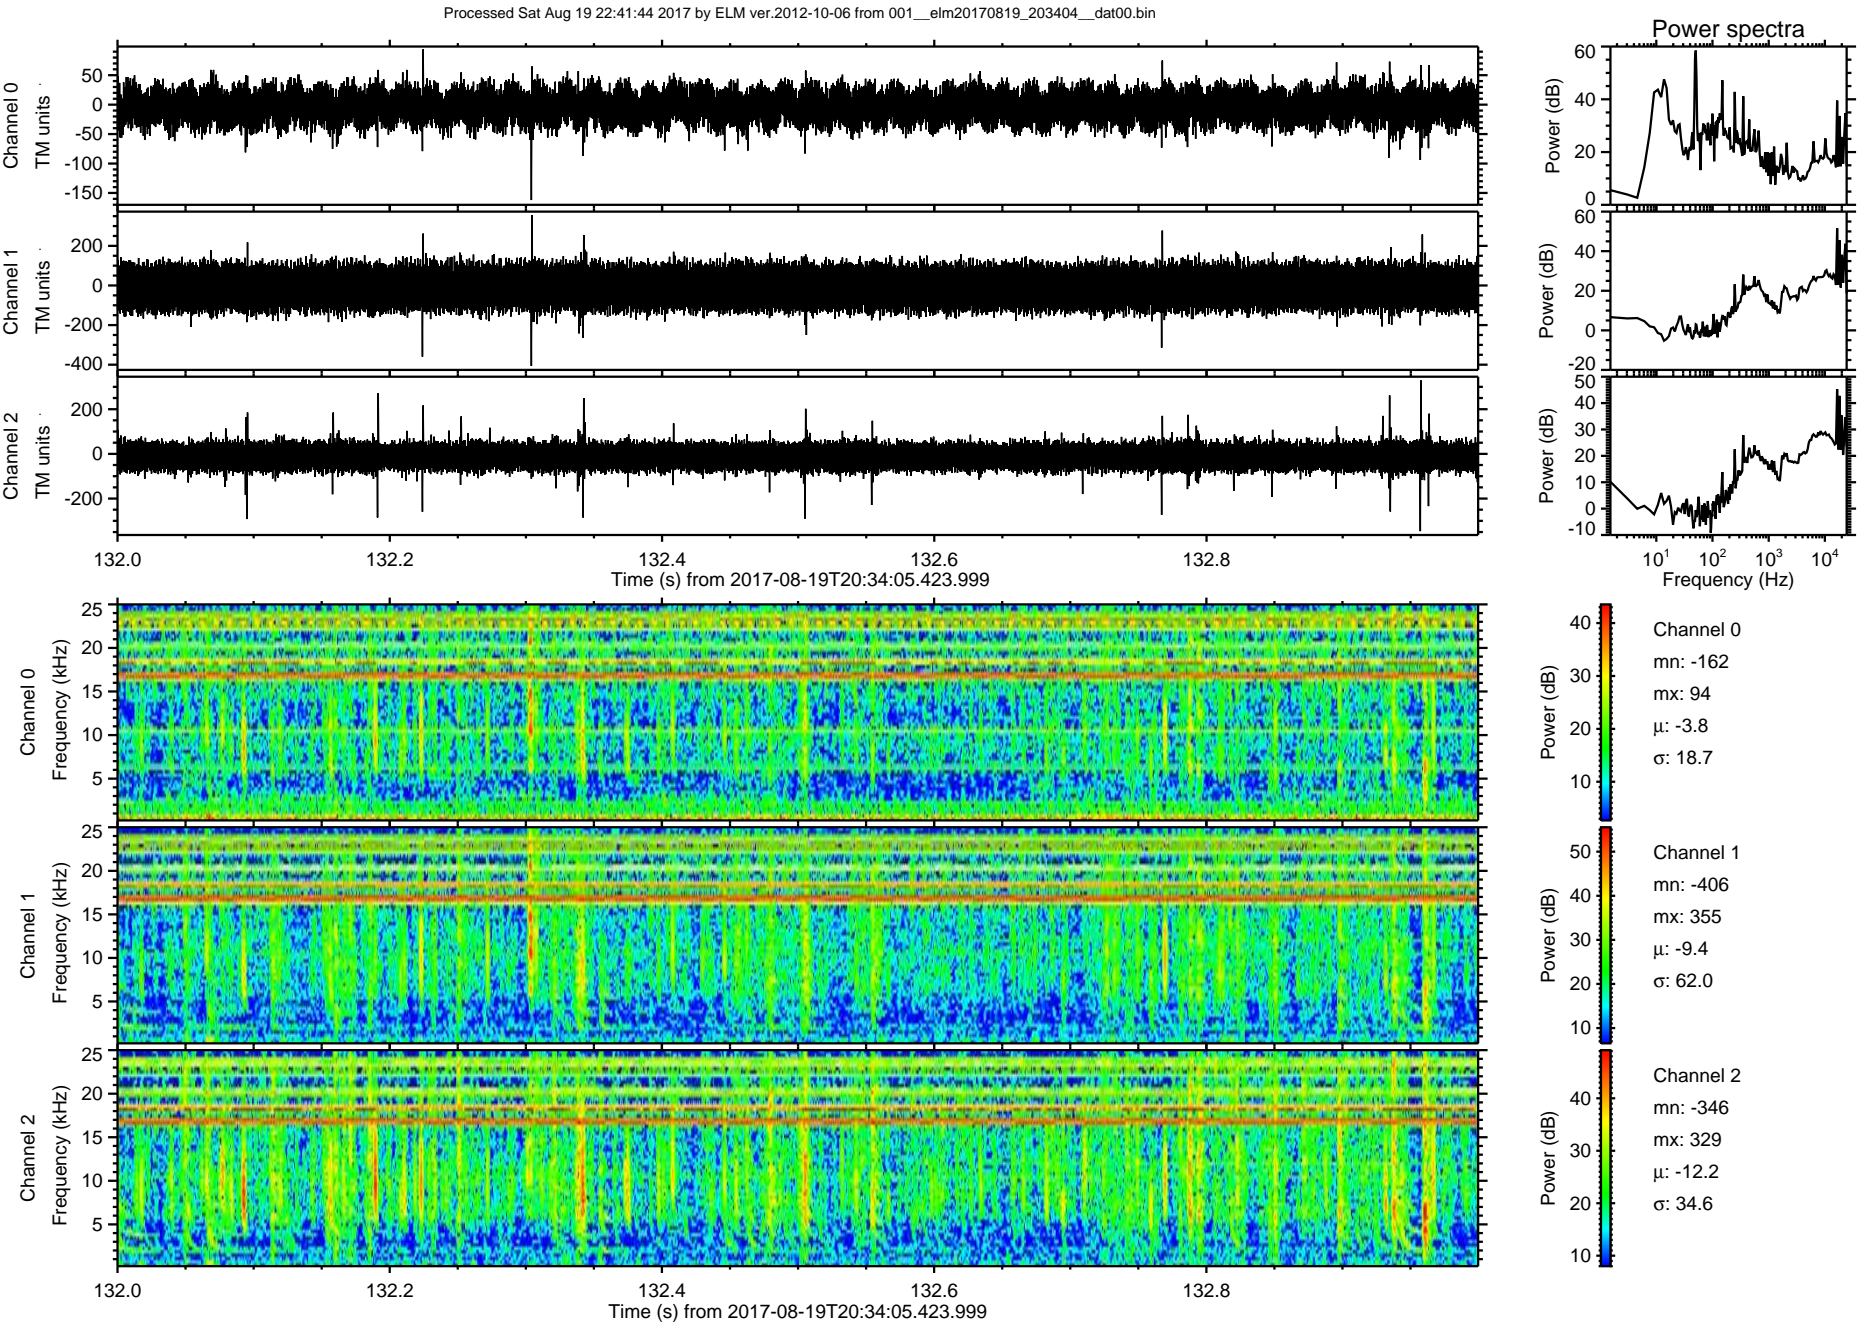 Processed Sat Aug 19 22:41:44 2017 by ELM ver.2012-10-06 from 001__elm20170819_203404__dat00.bin
Power spectra
Channel 0
TM units
50
0
-50
-100
-150
Power (dB)
60
40
20
0
Channel 1
TM units
200
0
-200
-400
Power (dB)
60
40
20
0
-20
Channel 2
TM units
200
0
-200
Power (dB)
50
40
30
20
10
0
-10
132.0 132.2 132.4 132.6 132.8
Time (s) from 2017-08-19T20:34:05.423.999
10^1 10^2 10^3 10^4
Frequency (Hz)
Channel 0
Frequency (kHz)
25
20
15
10
5
Power (dB)
40
30
20
10
Channel 0
mn: -162
mx: 94
μ: -3.8
σ: 18.7
Channel 1
Frequency (kHz)
25
20
15
10
5
Power (dB)
50
40
30
20
10
Channel 1
mn: -406
mx: 355
μ: -9.4
σ: 62.0
Channel 2
Frequency (kHz)
25
20
15
10
5
Power (dB)
40
30
20
10
Channel 2
mn: -346
mx: 329
μ: -12.2
σ: 34.6
132.0 132.2 132.4 132.6 132.8
Time (s) from 2017-08-19T20:34:05.423.999